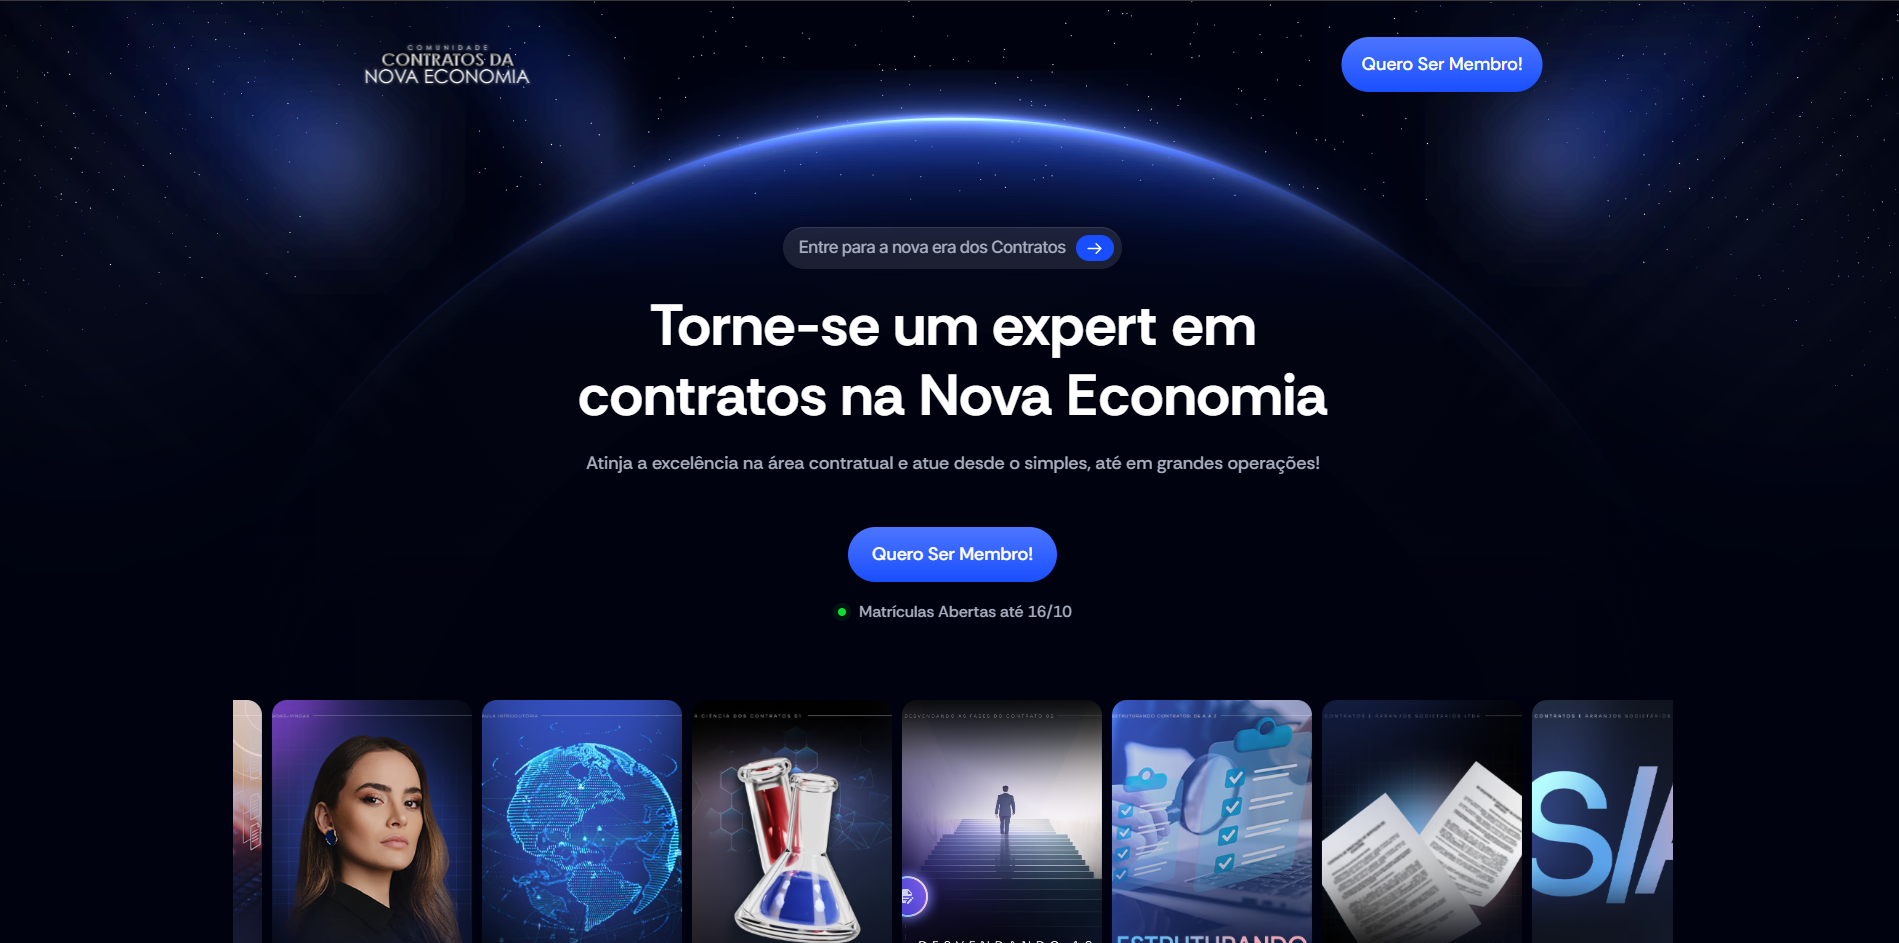 COMUNIDADE
CONTRATOS DA
NOVA ECONOMIA
Quero Ser Membro!
Entre para a nova era dos Contratos
Torne-se um expert em
contratos na Nova Economia
Atinja a excelência na área contratual e atue desde o simples, até em grandes operações!
Quero Ser Membro!
Matrículas Abertas até 16/10
BOAS-VINDAS
AULA INTRODUTÓRIA
A CIÊNCIA DOS CONTRATOS 01
DESVENDANDO AS FASES DO CONTRATO 02
ESTRUTURANDO CONTRATOS: DE A A Z
CONTRATOS E ARRANJOS SOCIETÁRIOS LTDA
CONTRATOS E ARRANJOS SOCIETÁRIOS
S/A
DESVENDANDO AS
ESTRUTURANDO